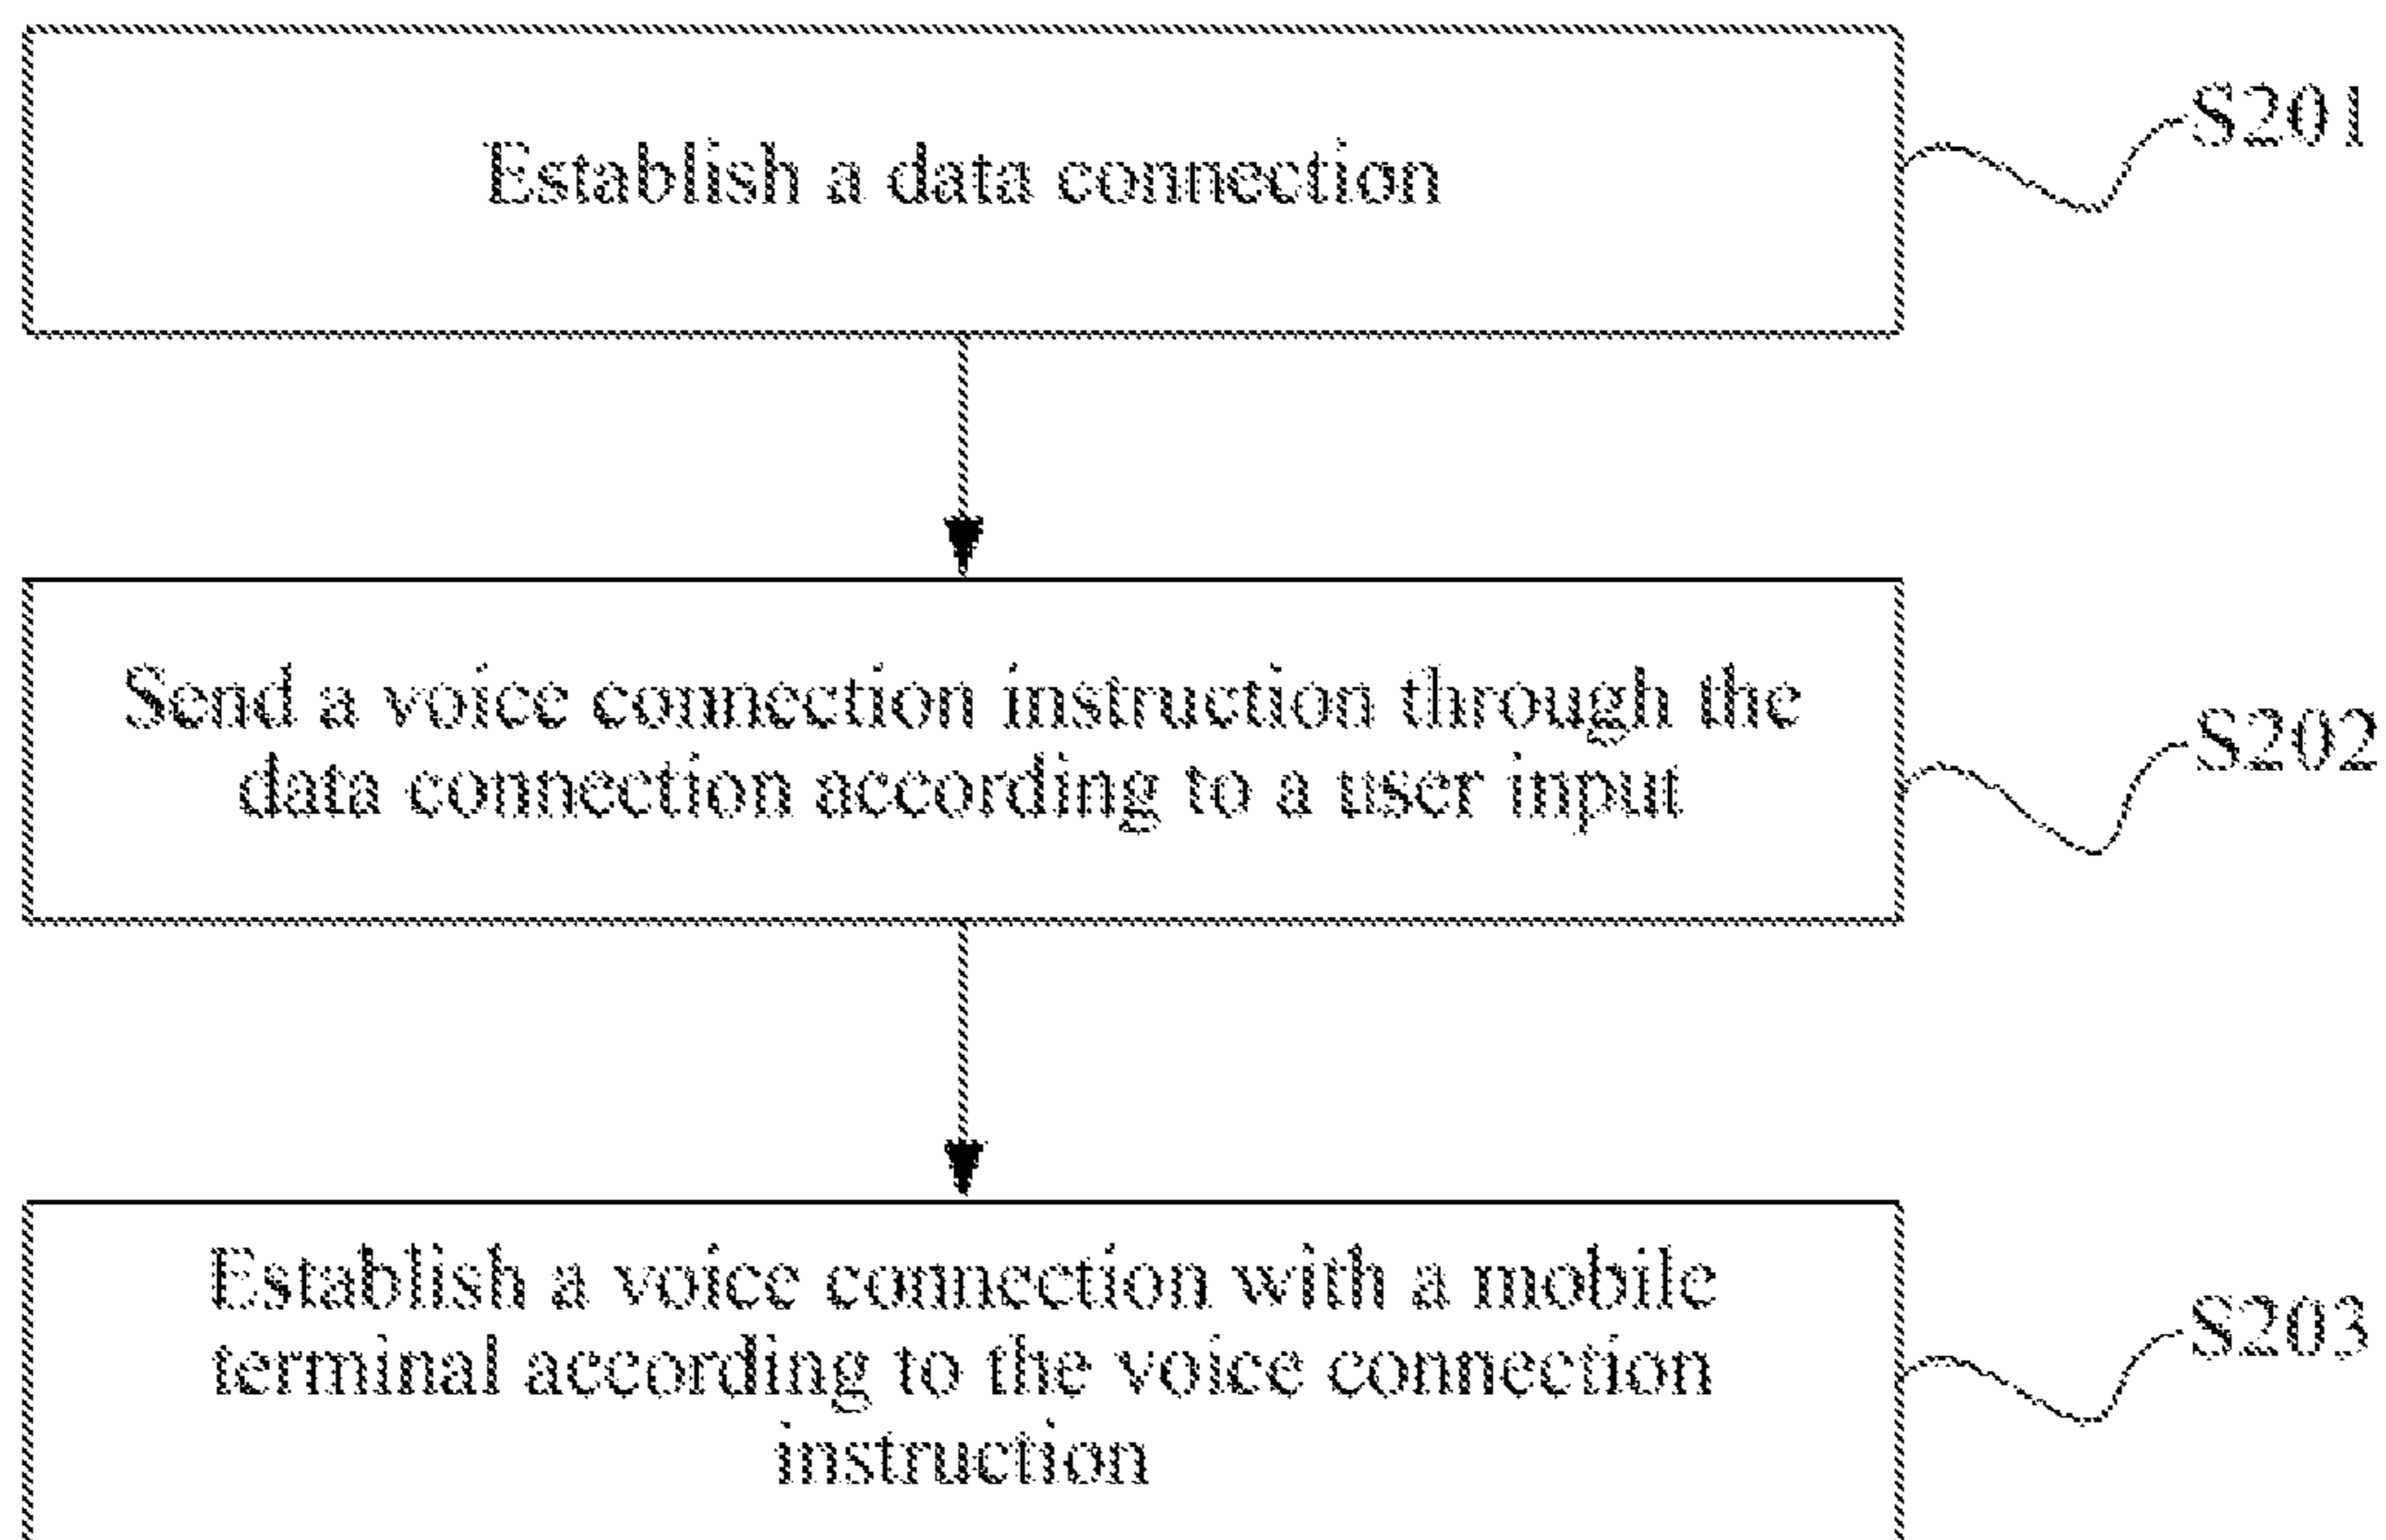 Establish a data connection
S201
Send a voice connection instruction through the
data connection according to a user input
S202
Establish a voice connection with a mobile
terminal according to the voice connection
instruction
S203